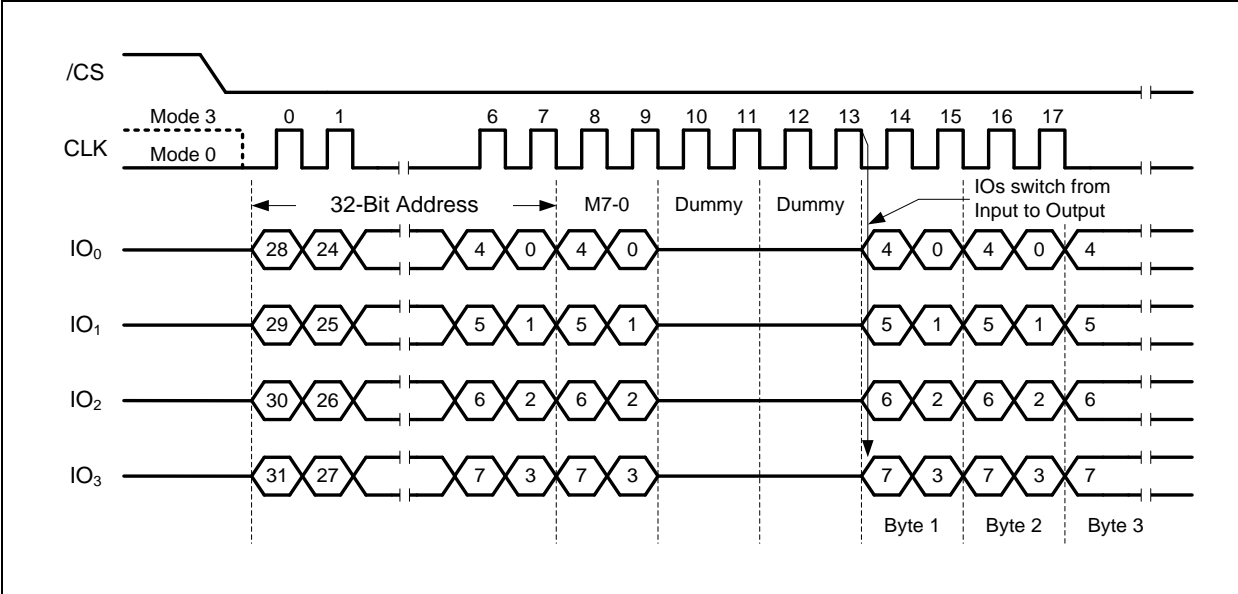 /CS
Mode 3 0 1 6 7 8 9 10 11 12 13 14 15 16 17
CLK
Mode 0
IOs switch from
Input to Output
32-Bit Address M7-0 Dummy Dummy
IO0 28 24 4 0 4 0 4 0 4 0 4
IO1 29 25 5 1 5 1 5 1 5 1 5
IO2 30 26 6 2 6 2 6 2 6 2 6
IO3 31 27 7 3 7 3 7 3 7 3 7
Byte 1 Byte 2 Byte 3